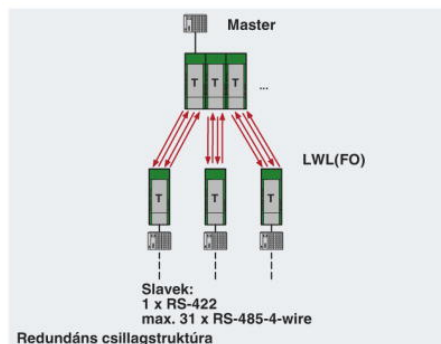 Master
T T T ...
LWL(FO)
T T T
Slavek:
1 x RS-422
max. 31 x RS-485-4-wire
Redundáns csillagstruktúra